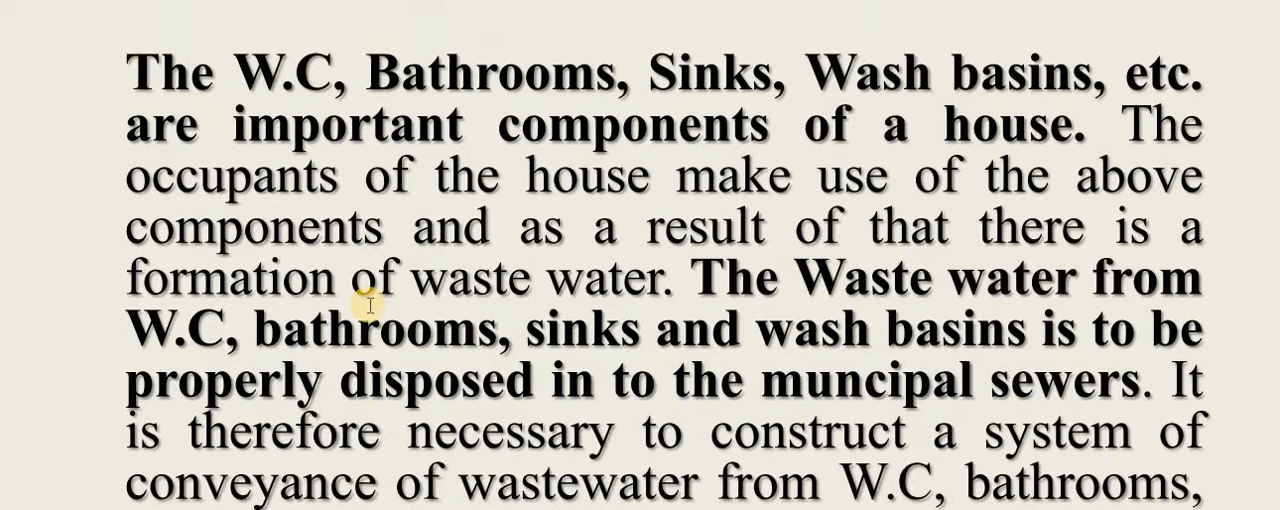 The W.C, Bathrooms, Sinks, Wash basins, etc.
are important components of a house. The
occupants of the house make use of the above
components and as a result of that there is a
formation of waste water. The Waste water from
W.C, bathrooms, sinks and wash basins is to be
properly disposed in to the muncipal sewers. It
is therefore necessary to construct a system of
conveyance of wastewater from W.C, bathrooms,